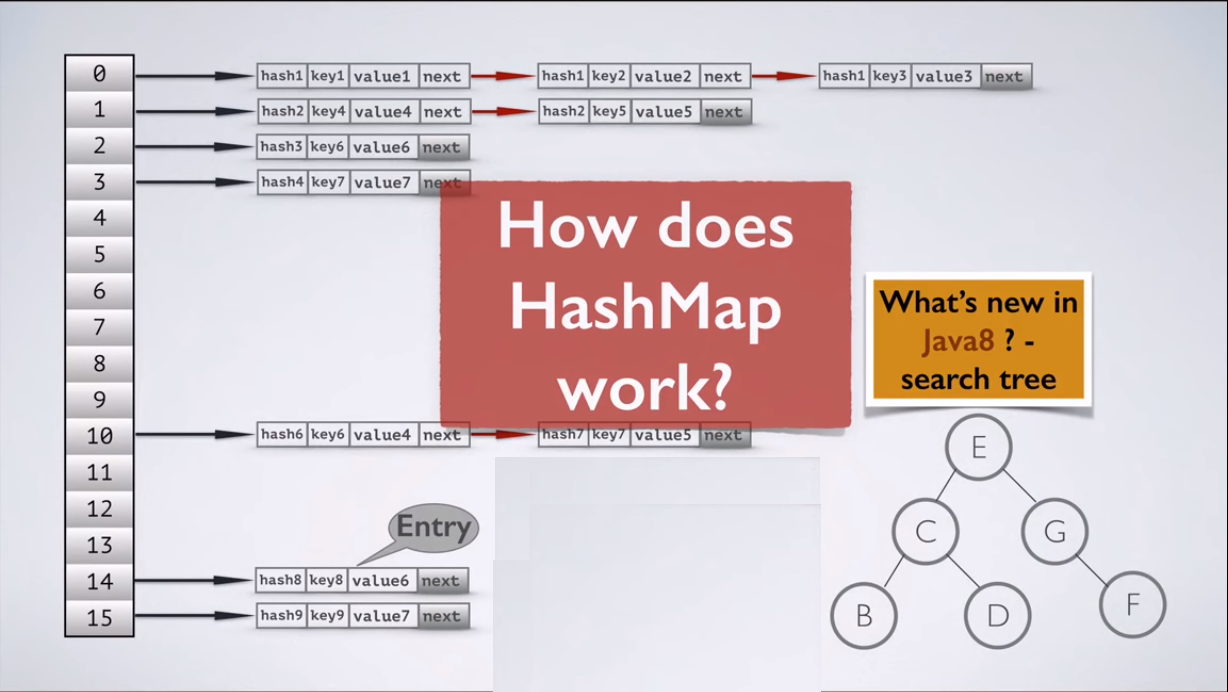 0 hash1 key1 value1 next hash1 key2 value2 next hash1 key3 value3 next
1 hash2 key4 value4 next hash2 key5 value5 next
2 hash3 key6 value6 next
3 hash4 key7 value7 next
4
5
6
7
8
9
10 hash6 key6 value4 next hash7 key7 value5 next
11
12
13
14 hash8 key8 value6 next
15 hash9 key9 value7 next
Entry
How does
HashMap
work?
What's new in
Java8 ? -
search tree
E
C G
B D F